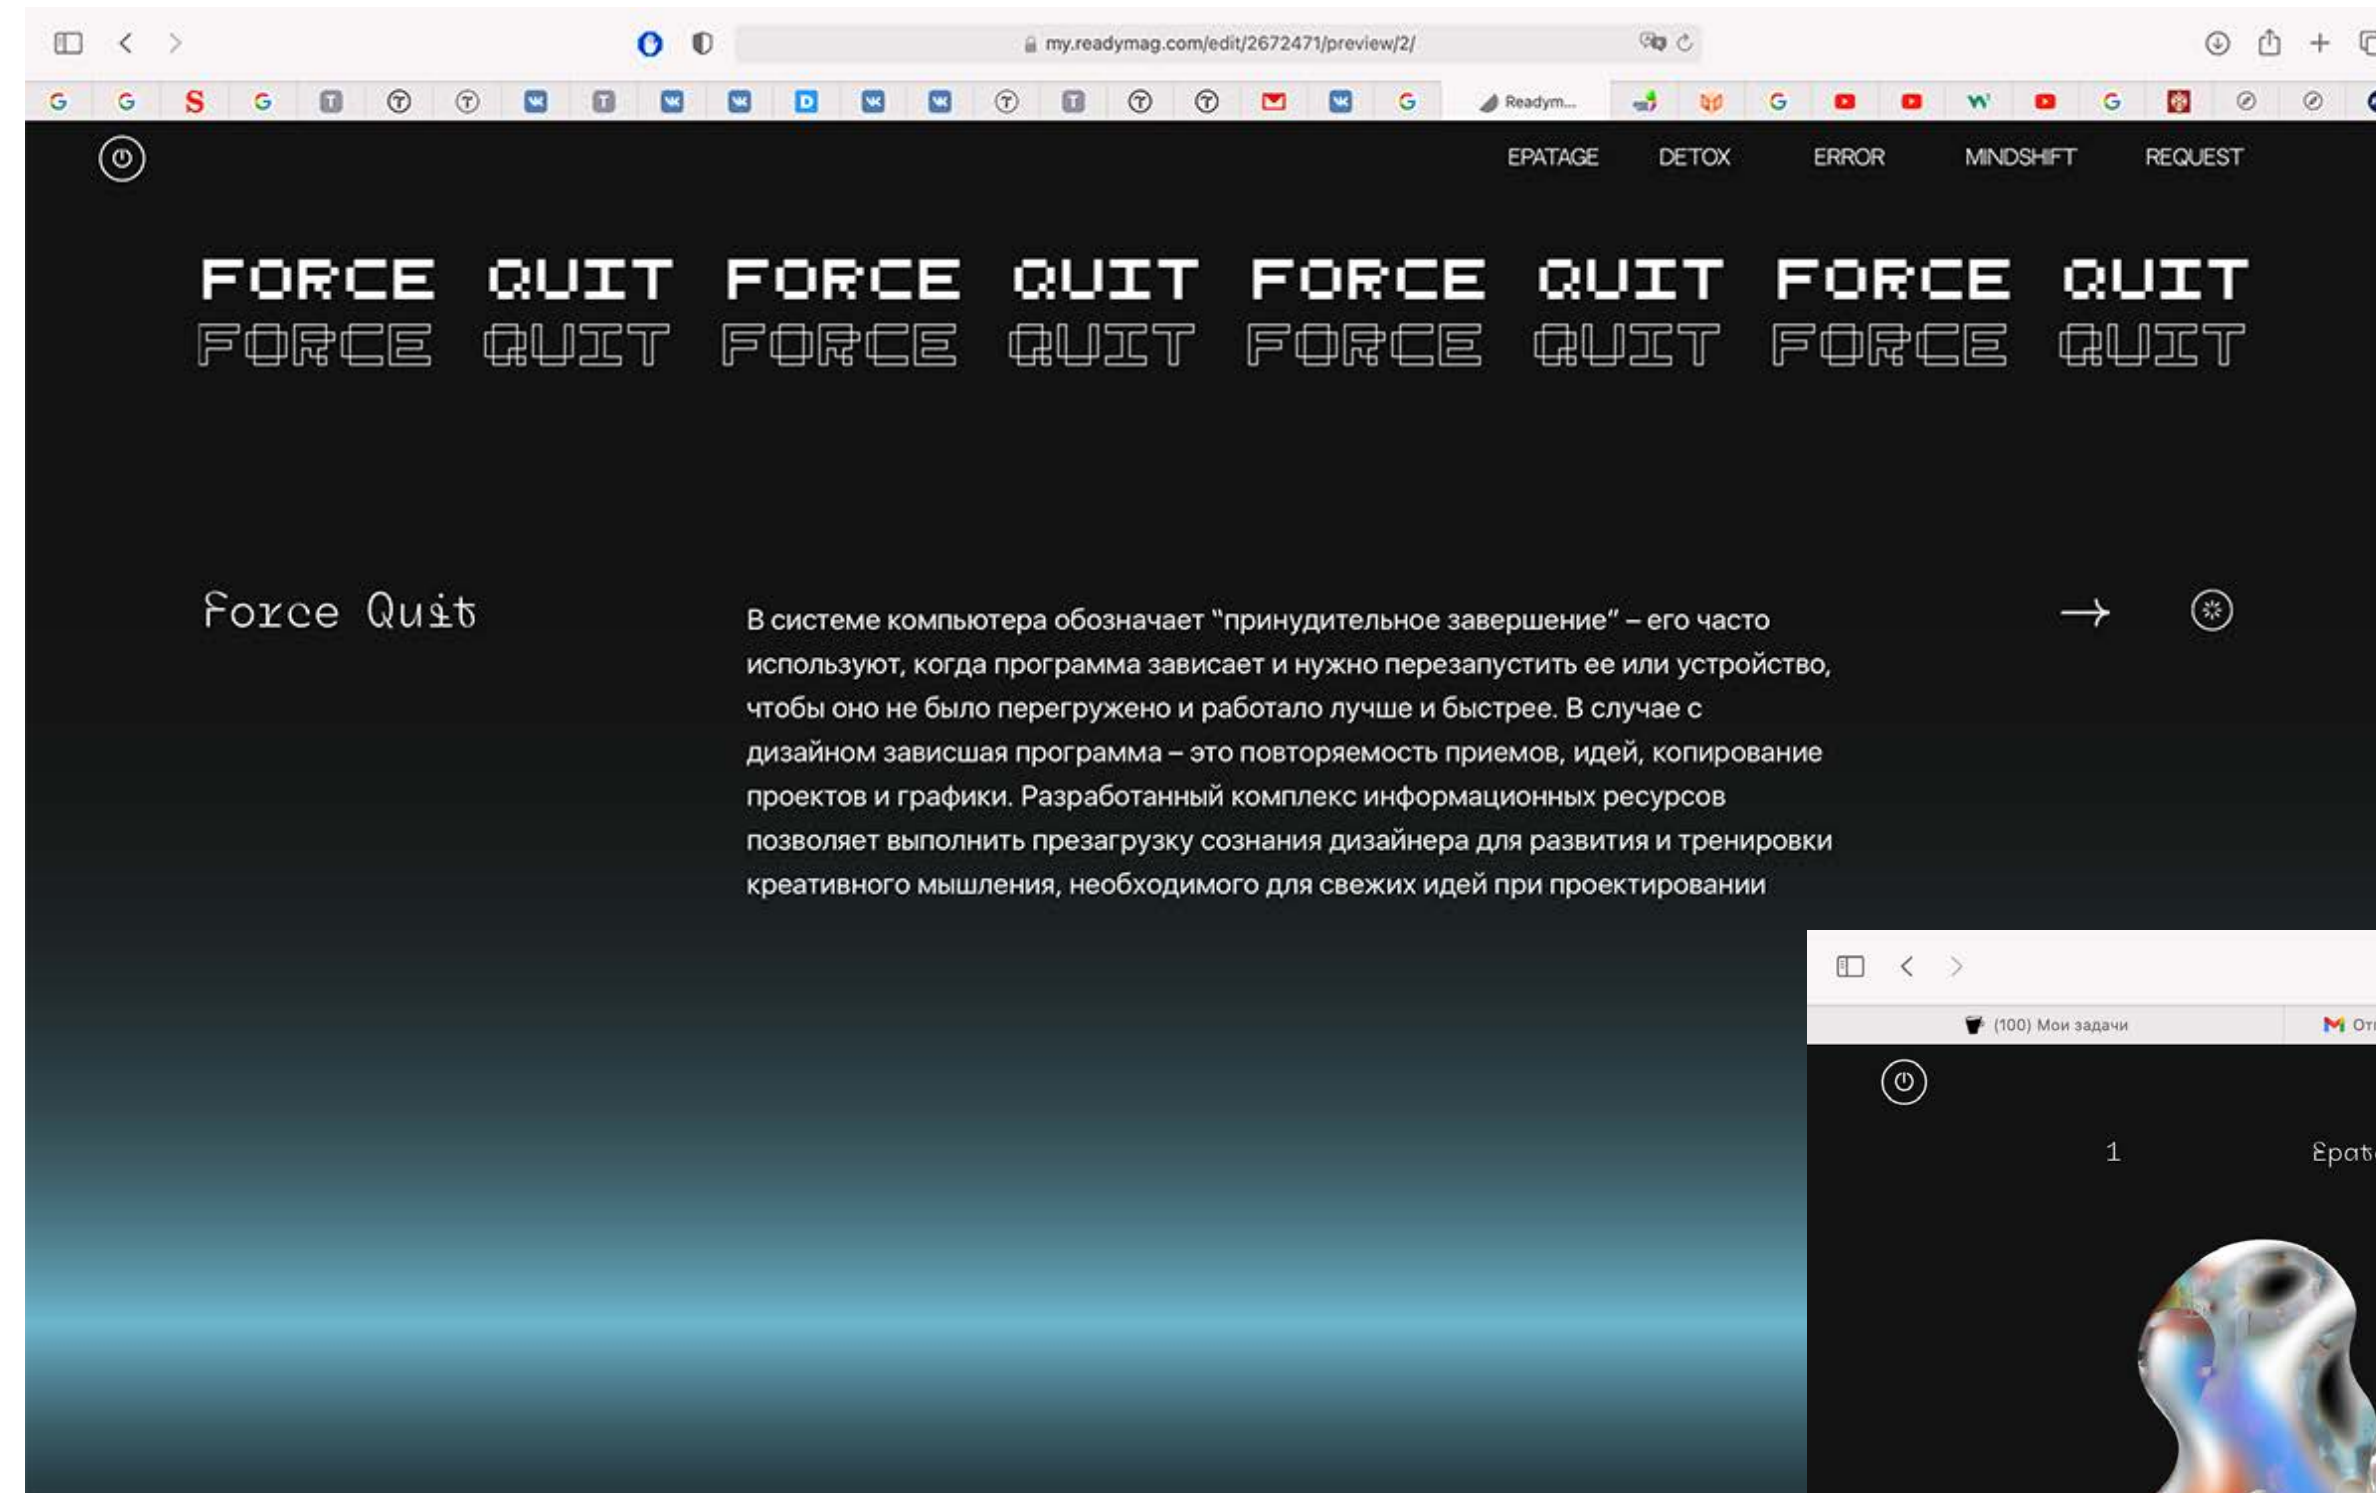 my.readymag.com/edit/2672471/preview/2/
Readym...
EPATAGE DETOX ERROR MINDSHIFT REQUEST
FORCE QUIT FORCE QUIT FORCE QUIT FORCE QUIT
FORCE QUIT FORCE QUIT FORCE QUIT FORCE QUIT
Force Quit
В системе компьютера обозначает “принудительное завершение” – его часто
используют, когда программа зависает и нужно перезапустить ее или устройство,
чтобы оно не было перегружено и работало лучше и быстрее. В случае с
дизайном зависшая программа – это повторяемость приемов, идей, копирование
проектов и графики. Разработанный комплекс информационных ресурсов
позволяет выполнить презагрузку сознания дизайнера для развития и тренировки
креативного мышления, необходимого для свежих идей при проектировании
(100) Мои задачи
1